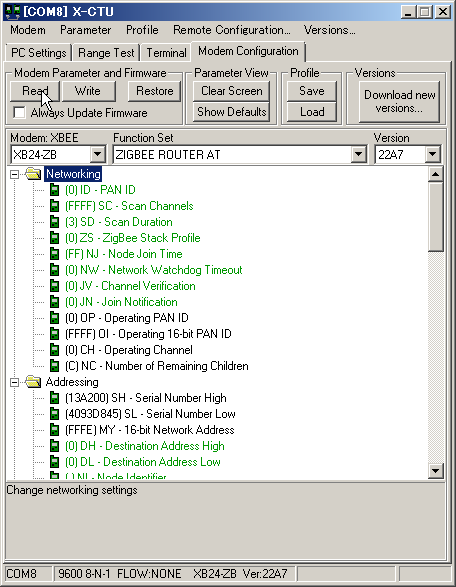 [COM8] X-CTU
Modem Parameter Profile Remote Configuration... Versions...
PC Settings Range Test Terminal Modem Configuration
Modem Parameter and Firmware Parameter View Profile Versions
Read Write Restore Clear Screen Save Download new versions...
Always Update Firmware Show Defaults Load
Modem: XBEE Function Set Version
XB24-ZB ZIGBEE ROUTER AT 22A7
Networking
(0) ID - PAN ID
(FFFF) SC - Scan Channels
(3) SD - Scan Duration
(0) ZS - ZigBee Stack Profile
(FF) NJ - Node Join Time
(0) NW - Network Watchdog Timeout
(0) JV - Channel Verification
(0) JN - Join Notification
(0) OP - Operating PAN ID
(FFFF) OI - Operating 16-bit PAN ID
(0) CH - Operating Channel
(C) NC - Number of Remaining Children
Addressing
(13A200) SH - Serial Number High
(4093D845) SL - Serial Number Low
(FFFE) MY - 16-bit Network Address
(0) DH - Destination Address High
(0) DL - Destination Address Low
( ) NI - Node Identifier
Change networking settings
COM8 9600 8-N-1 FLOW:NONE XB24-ZB Ver:22A7